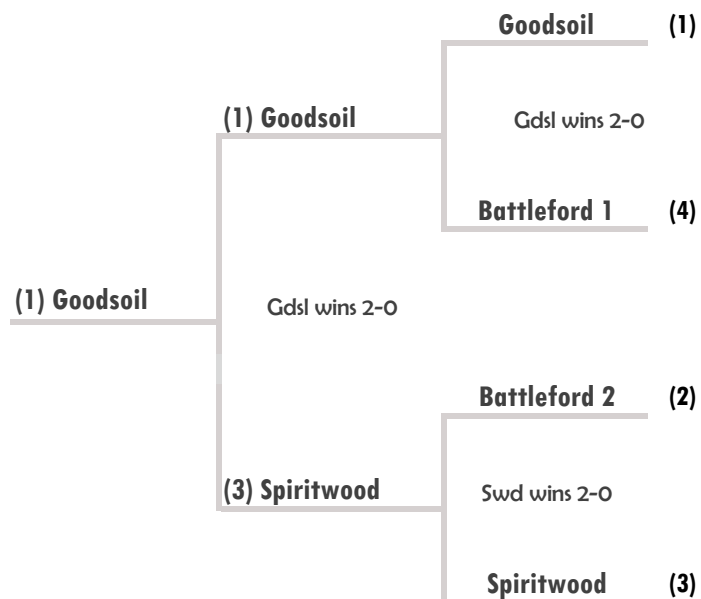 Goodsoil (1)
(1) Goodsoil
Gdsl wins 2-0
Battleford 1 (4)
(1) Goodsoil
Gdsl wins 2-0
Battleford 2 (2)
(3) Spiritwood
Swd wins 2-0
Spiritwood (3)